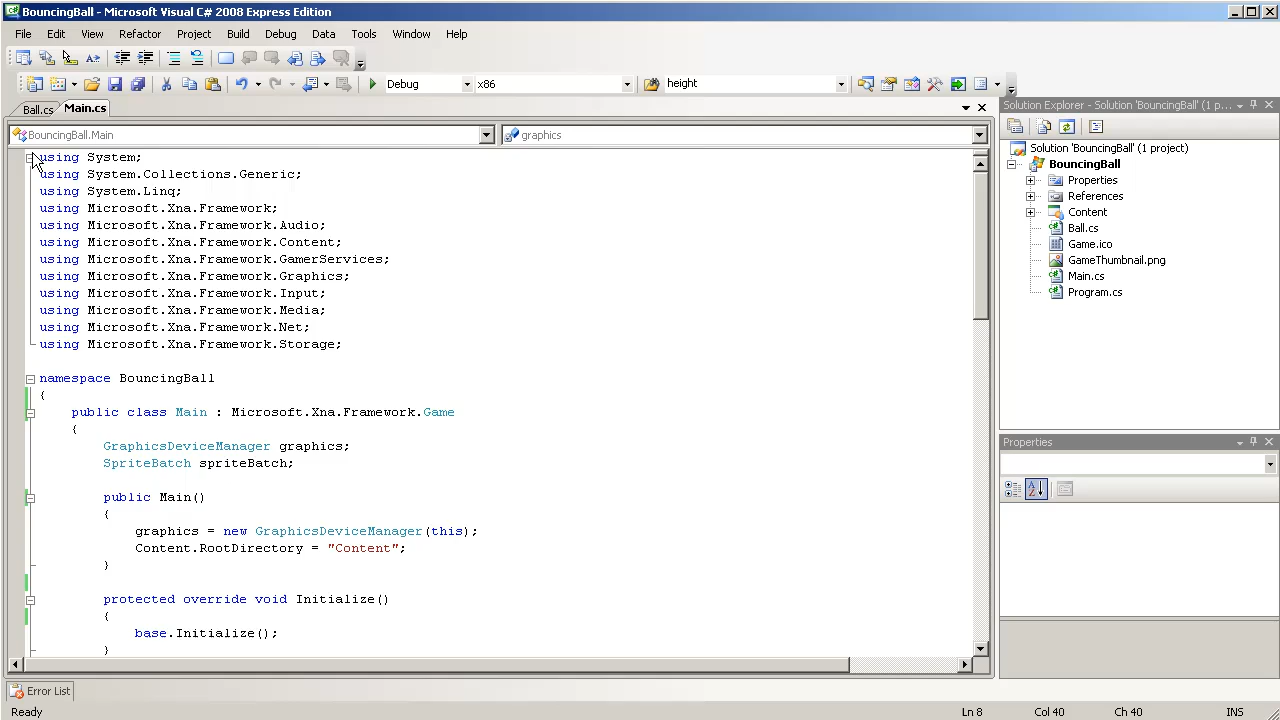 BouncingBall - Microsoft Visual C# 2008 Express Edition
File Edit View Refactor Project Build Debug Data Tools Window Help
Debug x86 height
Ball.cs Main.cs
BouncingBall.Main graphics
using System;
using System.Collections.Generic;
using System.Linq;
using Microsoft.Xna.Framework;
using Microsoft.Xna.Framework.Audio;
using Microsoft.Xna.Framework.Content;
using Microsoft.Xna.Framework.GamerServices;
using Microsoft.Xna.Framework.Graphics;
using Microsoft.Xna.Framework.Input;
using Microsoft.Xna.Framework.Media;
using Microsoft.Xna.Framework.Net;
using Microsoft.Xna.Framework.Storage;
namespace BouncingBall
{
public class Main : Microsoft.Xna.Framework.Game
{
GraphicsDeviceManager graphics;
SpriteBatch spriteBatch;
public Main()
{
graphics = new GraphicsDeviceManager(this);
Content.RootDirectory = "Content";
}
protected override void Initialize()
{
base.Initialize();
}
Solution Explorer - Solution 'BouncingBall' (1 p...
Solution 'BouncingBall' (1 project)
BouncingBall
Properties
References
Content
Ball.cs
Game.ico
GameThumbnail.png
Main.cs
Program.cs
Properties
Error List
Ready Ln 8 Col 40 Ch 40 INS